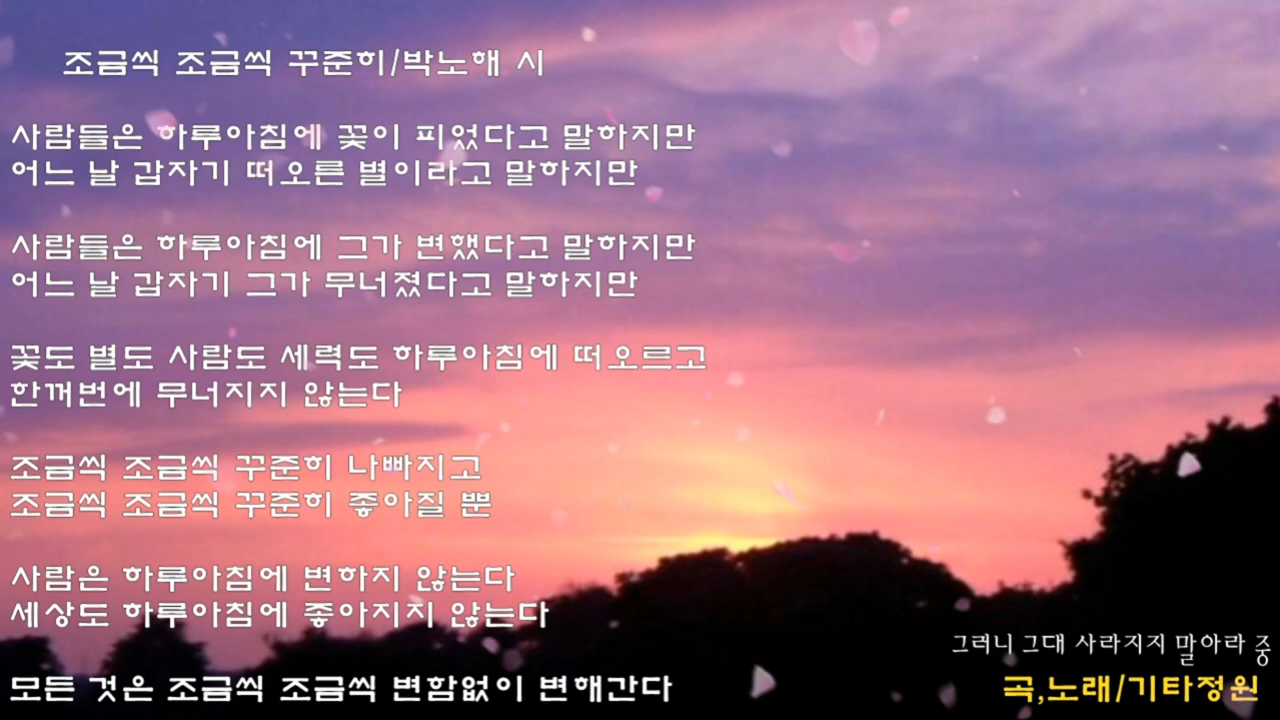 조금씩 조금씩 꾸준히/박노해 시
사람들은 하루아침에 꽃이 피었다고 말하지만
어느 날 갑자기 떠오른 별이라고 말하지만
사람들은 하루아침에 그가 변했다고 말하지만
어느 날 갑자기 그가 무너졌다고 말하지만
꽃도 별도 사람도 세력도 하루아침에 떠오르고
한꺼번에 무너지지 않는다
조금씩 조금씩 꾸준히 나빠지고
조금씩 조금씩 꾸준히 좋아질 뿐
사람은 하루아침에 변하지 않는다
세상도 하루아침에 좋아지지 않는다
모든 것은 조금씩 조금씩 변함없이 변해간다
그러니 그대 사라지지 말아라 중
곡,노래/기타정원